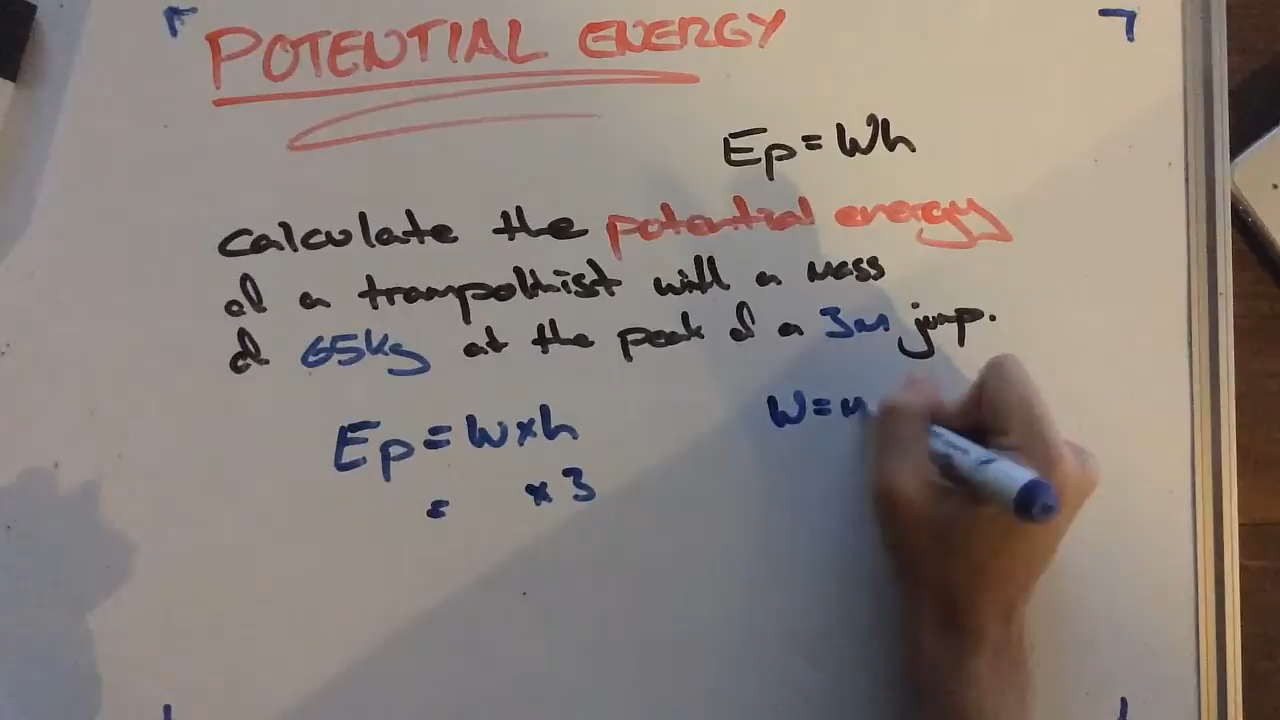 POTENTIAL ENERGY
Ep = Wh
Calculate the potential energy
of a trampolinist with a mass
of 65kg at the peak of a 3m jump.
Ep = W x h
W = m
= x 3